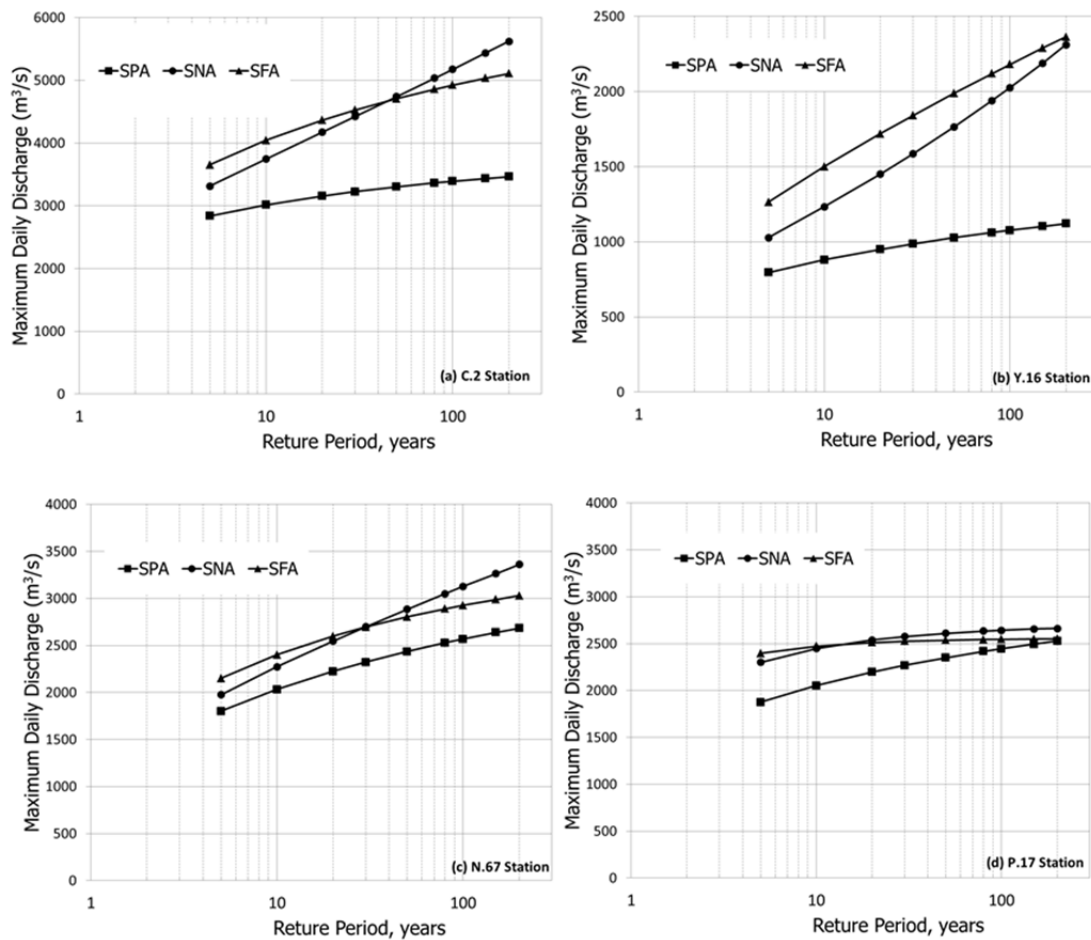 6000
5000
4000
3000
2000
1000
0
Maximum Daily Discharge (m³/s)
SPA SNA SFA
(a) C.2 Station
1 10 100
Reture Period, years
2500
2000
1500
1000
500
0
Maximum Daily Discharge (m³/s)
SPA SNA SFA
(b) Y.16 Station
1 10 100
Reture Period, years
4000
3500
3000
2500
2000
1500
1000
500
0
Maximum Daily Discharge (m³/s)
SPA SNA SFA
(c) N.67 Station
1 10 100
Reture Period, years
4000
3500
3000
2500
2000
1500
1000
500
0
Maximum Daily Discharge (m³/s)
SPA SNA SFA
(d) P.17 Station
1 10 100
Reture Period, years